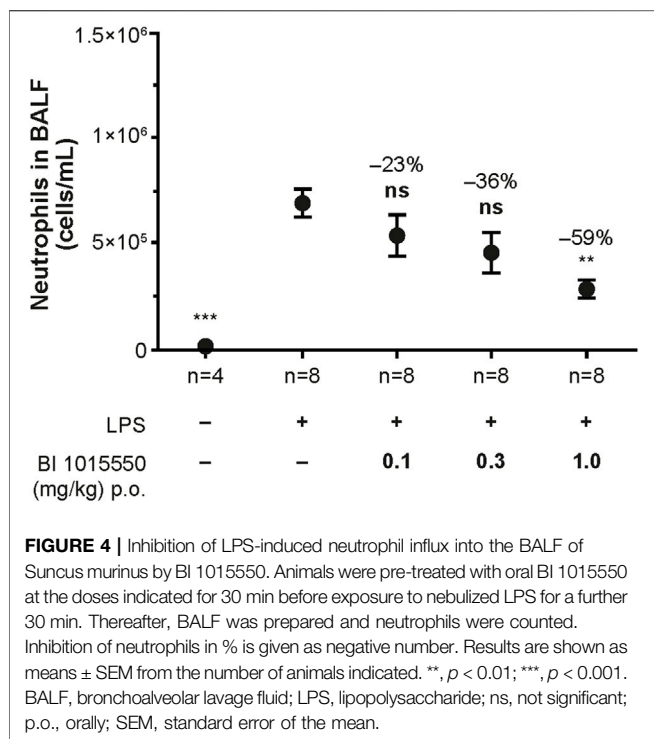 1.5×10⁶
1×10⁶
5×10⁵
0
Neutrophils in BALF
(cells/mL)
***
–23%
ns
–36%
ns
–59%
**
n=4 n=8 n=8 n=8 n=8
LPS – + + + +
BI 1015550 – – 0.1 0.3 1.0
(mg/kg) p.o.
FIGURE 4 | Inhibition of LPS-induced neutrophil influx into the BALF of
Suncus murinus by BI 1015550. Animals were pre-treated with oral BI 1015550
at the doses indicated for 30 min before exposure to nebulized LPS for a further
30 min. Thereafter, BALF was prepared and neutrophils were counted.
Inhibition of neutrophils in % is given as negative number. Results are shown as
means ± SEM from the number of animals indicated. **, p < 0.01; ***, p < 0.001.
BALF, bronchoalveolar lavage fluid; LPS, lipopolysaccharide; ns, not significant;
p.o., orally; SEM, standard error of the mean.